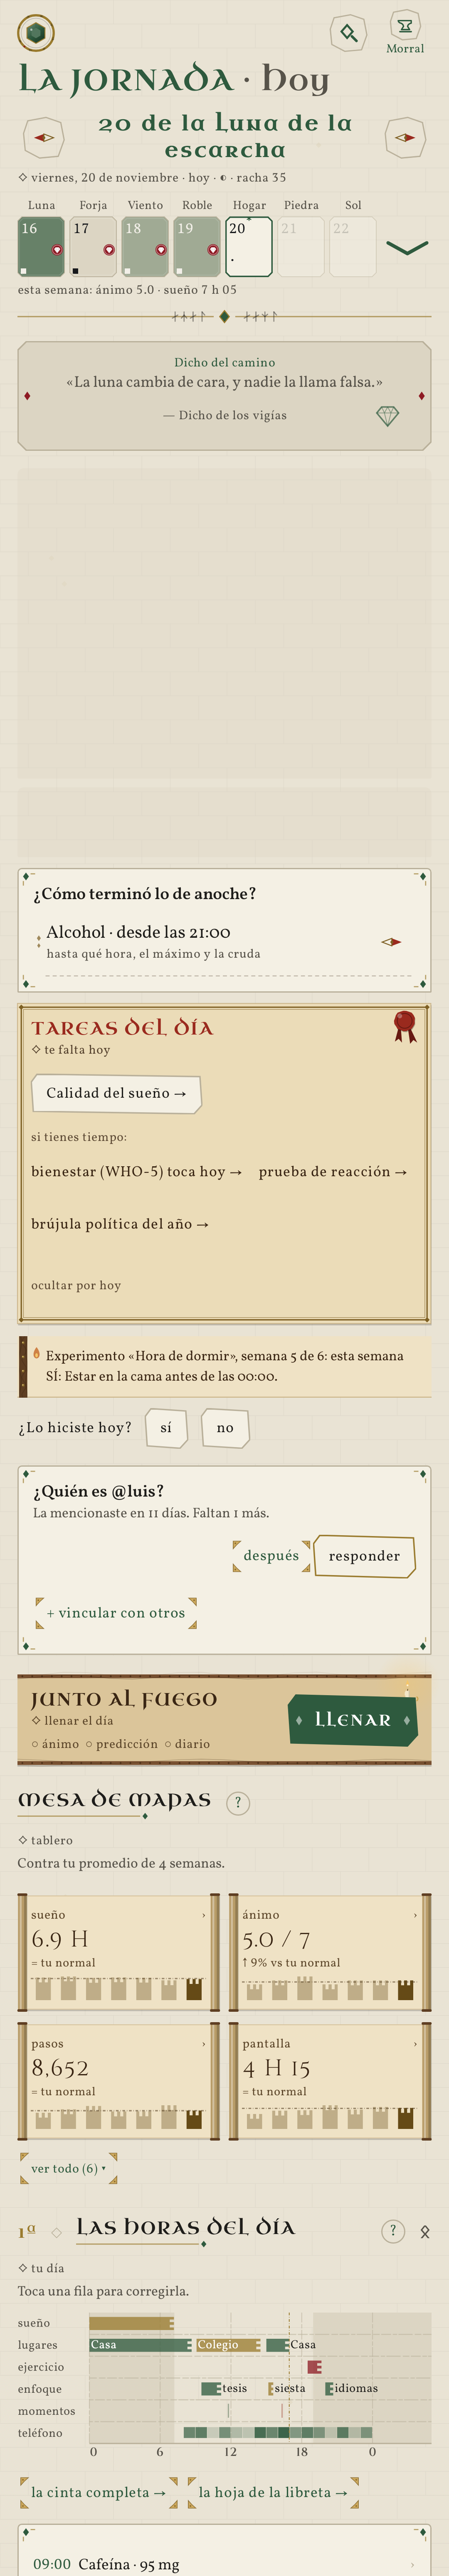 Morral
La Jornada · hoy
20 de la Luna de la
escarcha
viernes, 20 de noviembre · hoy · racha 35
Luna Forja Viento Roble Hogar Piedra Sol
16 17 18 19 20 21 22
esta semana: ánimo 5.0 · sueño 7 h 05
Dicho del camino
«La luna cambia de cara, y nadie la llama falsa.»
— Dicho de los vigías
¿Cómo terminó lo de anoche?
Alcohol · desde las 21:00
hasta qué hora, el máximo y la cruda
Tareas del día
te falta hoy
Calidad del sueño →
si tienes tiempo:
bienestar (WHO-5) toca hoy → prueba de reacción →
brújula política del año →
ocultar por hoy
Experimento «Hora de dormir», semana 5 de 6: esta semana
SÍ: Estar en la cama antes de las 00:00.
¿Lo hiciste hoy? sí no
¿Quién es @luis?
La mencionaste en 11 días. Faltan 1 más.
después responder
+ vincular con otros
Junto al fuego
llenar el día
○ ánimo ○ predicción ○ diario
LLENAR
Mesa de mapas ?
tablero
Contra tu promedio de 4 semanas.
sueño › ánimo ›
6.9 H 5.0 / 7
= tu normal ↑ 9% vs tu normal
pasos › pantalla ›
8,652 4 H 15
= tu normal = tu normal
ver todo (6) ▾
1ª Las horas del día ?
tu día
Toca una fila para corregirla.
sueño
lugares Casa Colegio Casa
ejercicio
enfoque tesis siesta idiomas
momentos
teléfono
0 6 12 18 0
la cinta completa → la hoja de la libreta →
09:00 Cafeína · 95 mg ›